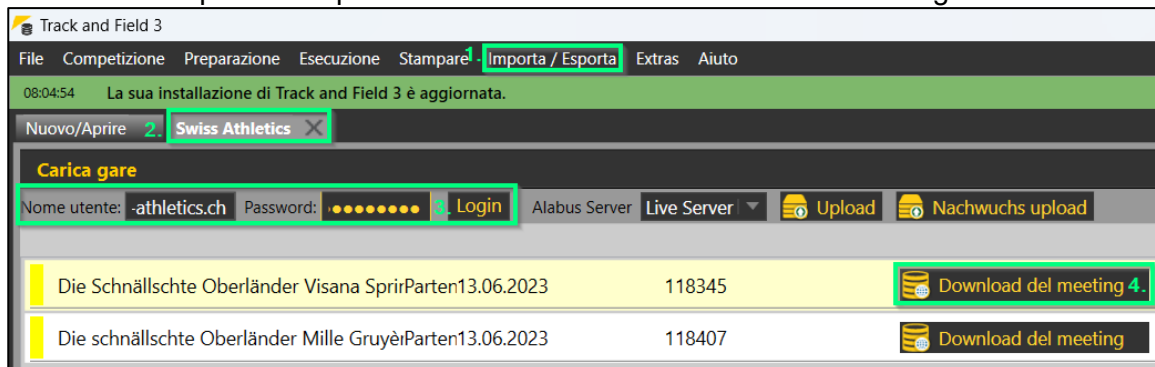 Track and Field 3
File Competizione Preparazione Esecuzione Stampare 1. Importa / Esporta Extras Aiuto
08:04:54 La sua installazione di Track and Field 3 è aggiornata.
Nuovo/Aprire 2. Swiss Athletics
Carica gare
Nome utente: -athletics.ch Password: ●●●●●●●●● 3. Login Alabus Server Live Server Upload Nachwuchs upload
Die Schnällschte Oberländer Visana SprirParten13.06.2023 118345 Download del meeting 4.
Die schnällschte Oberländer Mille GruyèrParten13.06.2023 118407 Download del meeting